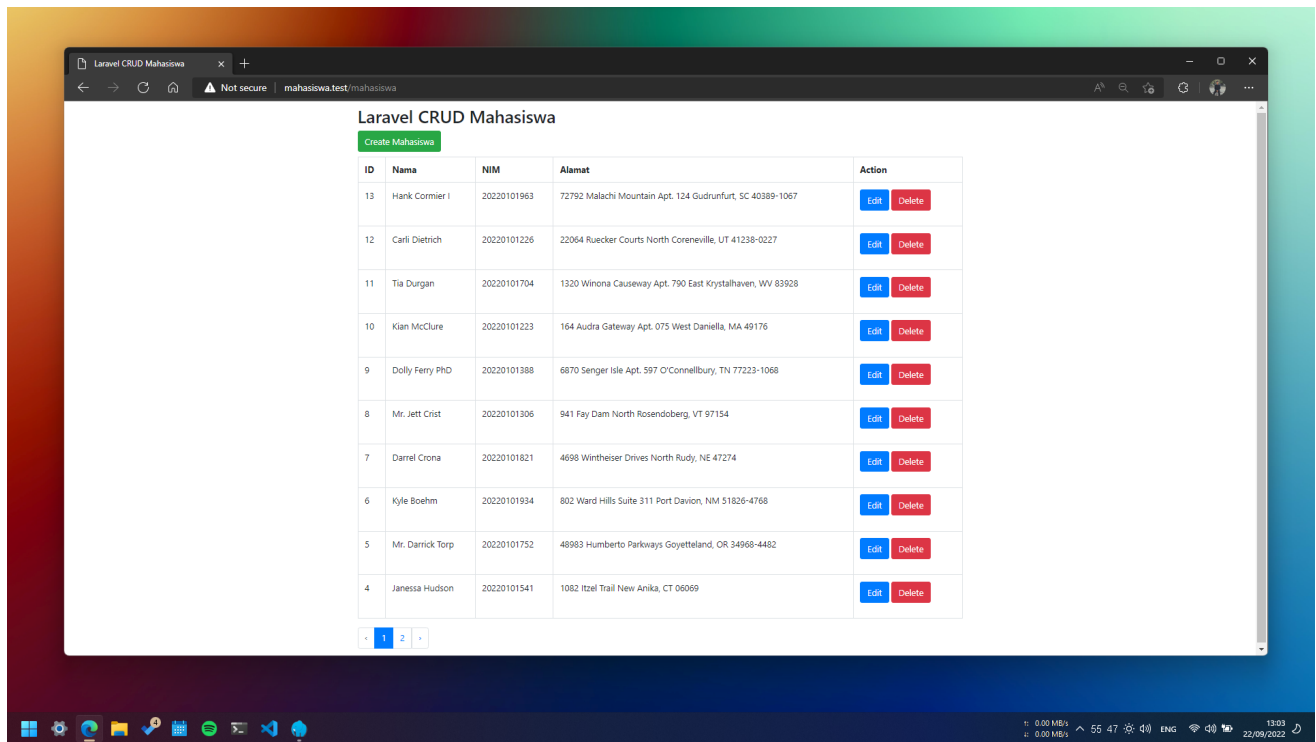 Laravel CRUD Mahasiswa
Not secure | mahasiswa.test/mahasiswa
Laravel CRUD Mahasiswa
Create Mahasiswa
ID Nama NIM Alamat Action
13 Hank Cormier I 20220101963 72792 Malachi Mountain Apt. 124 Gudrunfurt, SC 40389-1067 Edit Delete
12 Carli Dietrich 20220101226 22064 Ruecker Courts North Coreneville, UT 41238-0227 Edit Delete
11 Tia Durgan 20220101704 1320 Winona Causeway Apt. 790 East Krystalhaven, WV 83928 Edit Delete
10 Kian McClure 20220101223 164 Audra Gateway Apt. 075 West Daniella, MA 49176 Edit Delete
9 Dolly Ferry PhD 20220101388 6870 Senger Isle Apt. 597 O'Connellbury, TN 77223-1068 Edit Delete
8 Mr. Jett Crist 20220101306 941 Fay Dam North Rosendoberg, VT 97154 Edit Delete
7 Darrel Crona 20220101821 4698 Wintheiser Drives North Rudy, NE 47274 Edit Delete
6 Kyle Boehm 20220101934 802 Ward Hills Suite 311 Port Davion, NM 51826-4768 Edit Delete
5 Mr. Darrick Torp 20220101752 48983 Humberto Parkways Goyetteland, OR 34968-4482 Edit Delete
4 Janessa Hudson 20220101541 1082 Itzel Trail New Anika, CT 06069 Edit Delete
‹ 1 2 ›
4
0.00 MB/s
0.00 MB/s
55 47 ENG
13:03
22/09/2022